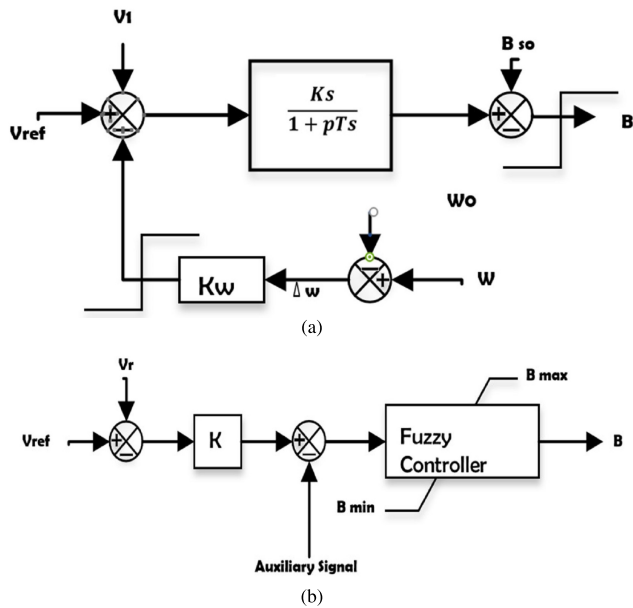 V1
B so
Vref
+
−
Ks
1 + pTs
+
−
B
Wo
Kw
Δ w
−
+
W
(a)
Vr
B max
Vref
+
−
K
+
−
Fuzzy
Controller
B
B min
Auxiliary Signal
(b)